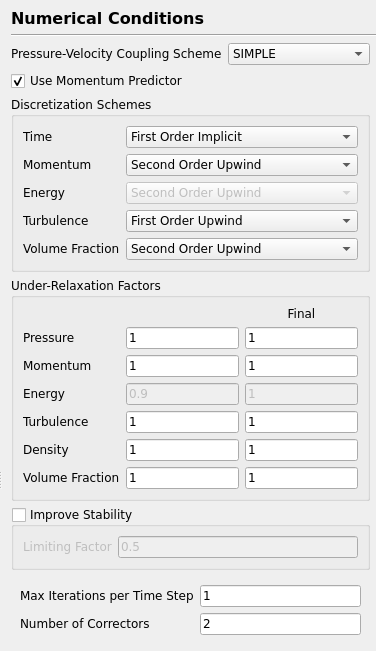 Numerical Conditions
Pressure-Velocity Coupling Scheme SIMPLE
Use Momentum Predictor
Discretization Schemes
Time First Order Implicit
Momentum Second Order Upwind
Energy Second Order Upwind
Turbulence First Order Upwind
Volume Fraction Second Order Upwind
Under-Relaxation Factors
Final
Pressure 1 1
Momentum 1 1
Energy 0.9 1
Turbulence 1 1
Density 1 1
Volume Fraction 1 1
Improve Stability
Limiting Factor 0.5
Max Iterations per Time Step 1
Number of Correctors 2